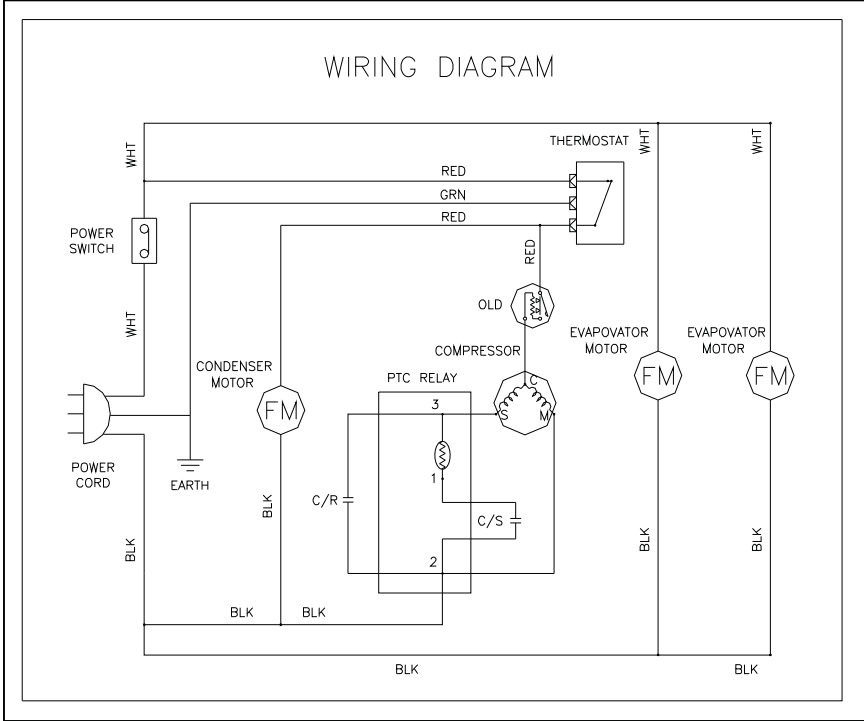 WIRING DIAGRAM
THERMOSTAT
WHT
WHT
WHT
RED
GRN
RED
POWER
SWITCH
RED
OLD
WHT
EVAPOVATOR
MOTOR
EVAPOVATOR
MOTOR
COMPRESSOR
CONDENSER
MOTOR
PTC RELAY
C
FM
FM
3
S
M
FM
POWER
CORD
EARTH
1
C/R
BLK
C/S
BLK
BLK
BLK
2
BLK
BLK
BLK
BLK